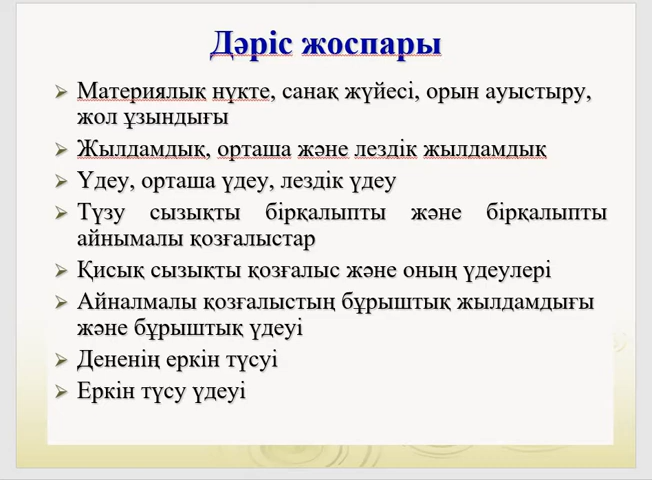 Дәріс жоспары
Материялық нүкте, санақ жүйесі, орын ауыстыру,
жол ұзындығы
Жылдамдық, орташа және лездік жылдамдық
Үдеу, орташа үдеу, лездік үдеу
Түзу сызықты бірқалыпты және бірқалыпты
айнымалы қозғалыстар
Қисық сызықты қозғалыс және оның үдеулері
Айналмалы қозғалыстың бұрыштық жылдамдығы
және бұрыштық үдеуі
Дененің еркін түсуі
Еркін түсу үдеуі